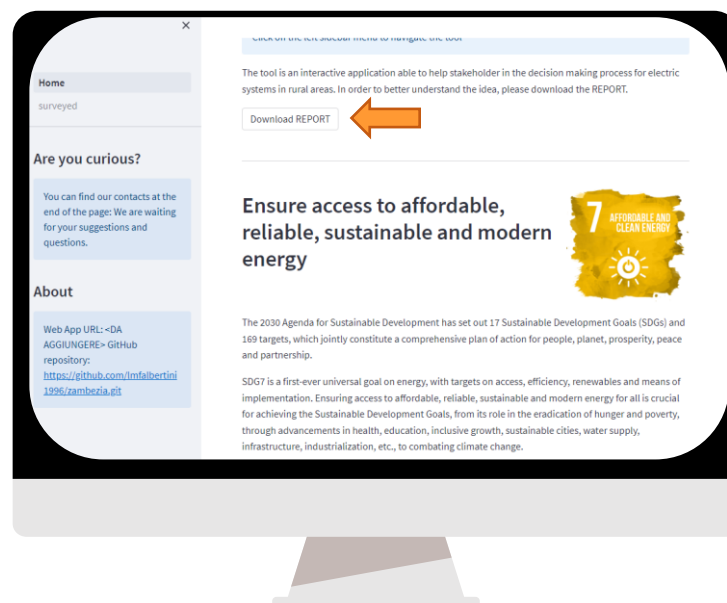 ×
Click on the left sidebar menu to navigate the tool
Home
surveyed
Are you curious?
You can find our contacts at the
end of the page: We are waiting
for your suggestions and
questions.
About
Web App URL: <DA
AGGIUNGERE> GitHub
repository:
https://github.com/lmfalbertini
1996/zambezia.git
The tool is an interactive application able to help stakeholder in the decision making process for electric
systems in rural areas. In order to better understand the idea, please download the REPORT.
Download REPORT
Ensure access to affordable,
reliable, sustainable and modern
energy
7 AFFORDABLE AND
CLEAN ENERGY
The 2030 Agenda for Sustainable Development has set out 17 Sustainable Development Goals (SDGs) and
169 targets, which jointly constitute a comprehensive plan of action for people, planet, prosperity, peace
and partnership.
SDG7 is a first-ever universal goal on energy, with targets on access, efficiency, renewables and means of
implementation. Ensuring access to affordable, reliable, sustainable and modern energy for all is crucial
for achieving the Sustainable Development Goals, from its role in the eradication of hunger and poverty,
through advancements in health, education, inclusive growth, sustainable cities, water supply,
infrastructure, industrialization, etc., to combating climate change.